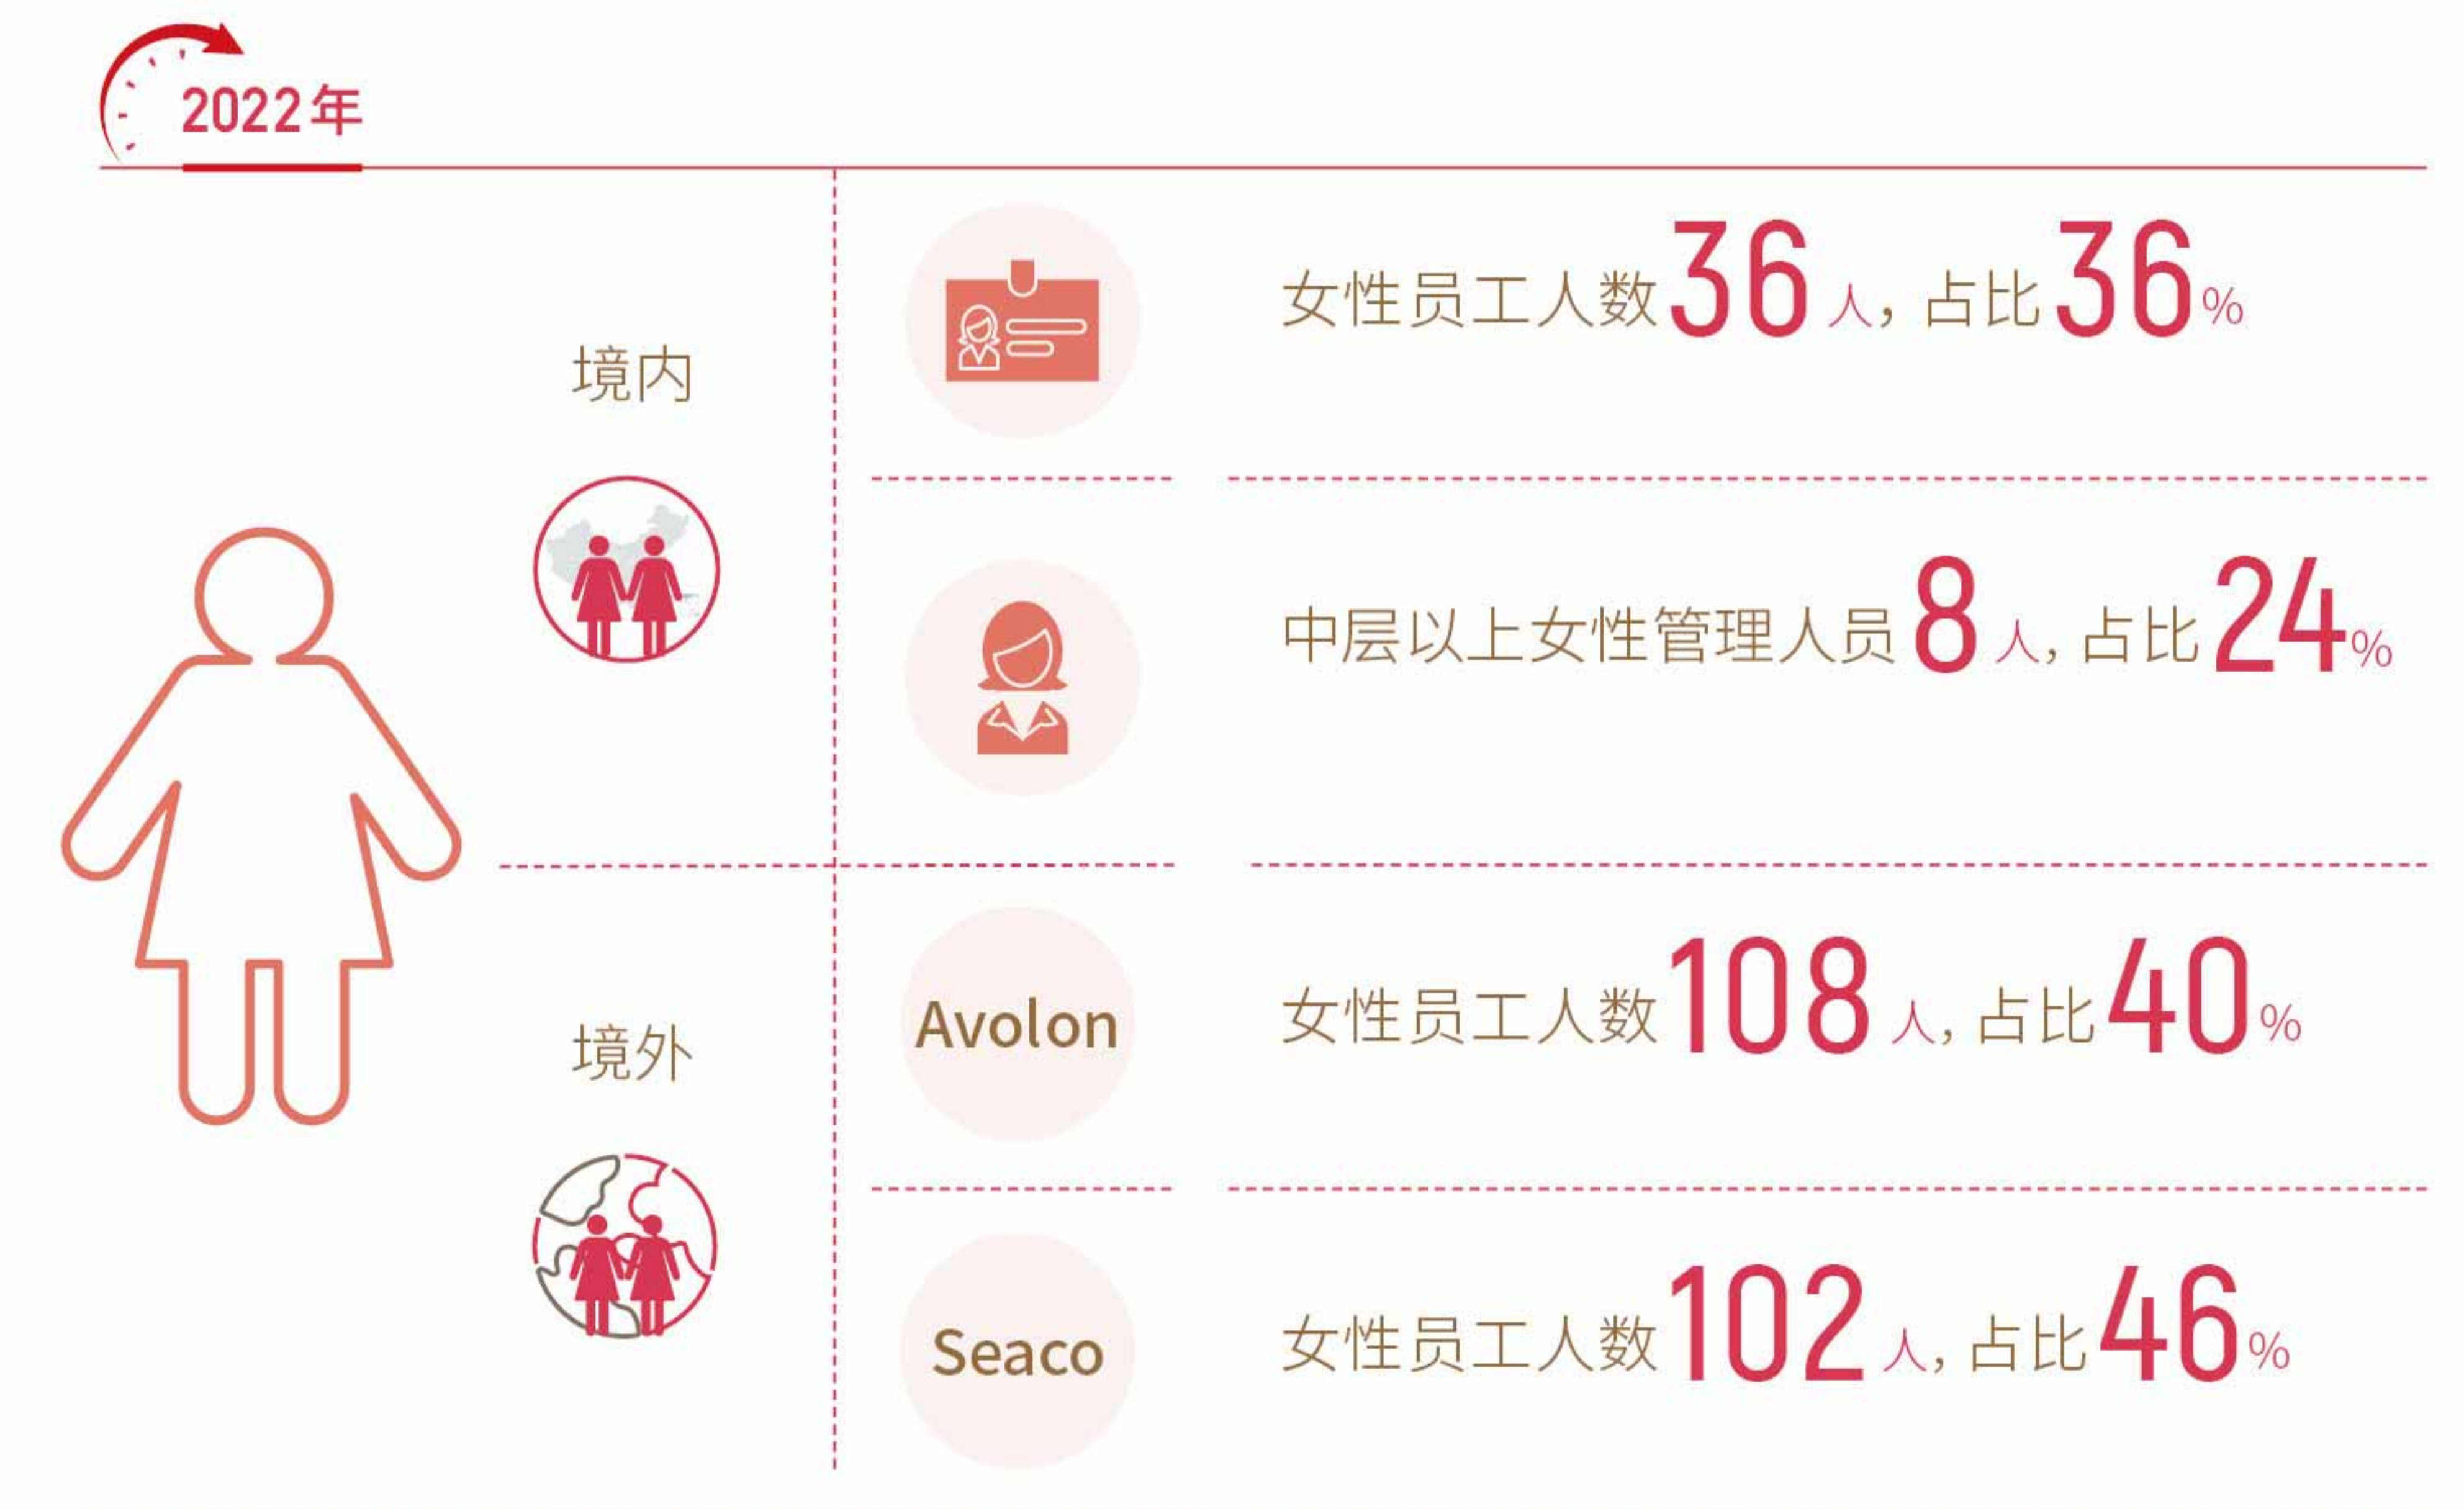 2022年
境内
女性员工人数36人，占比36%
中层以上女性管理人员8人，占比24%
境外
Avolon
女性员工人数108人，占比40%
Seaco
女性员工人数102人，占比46%